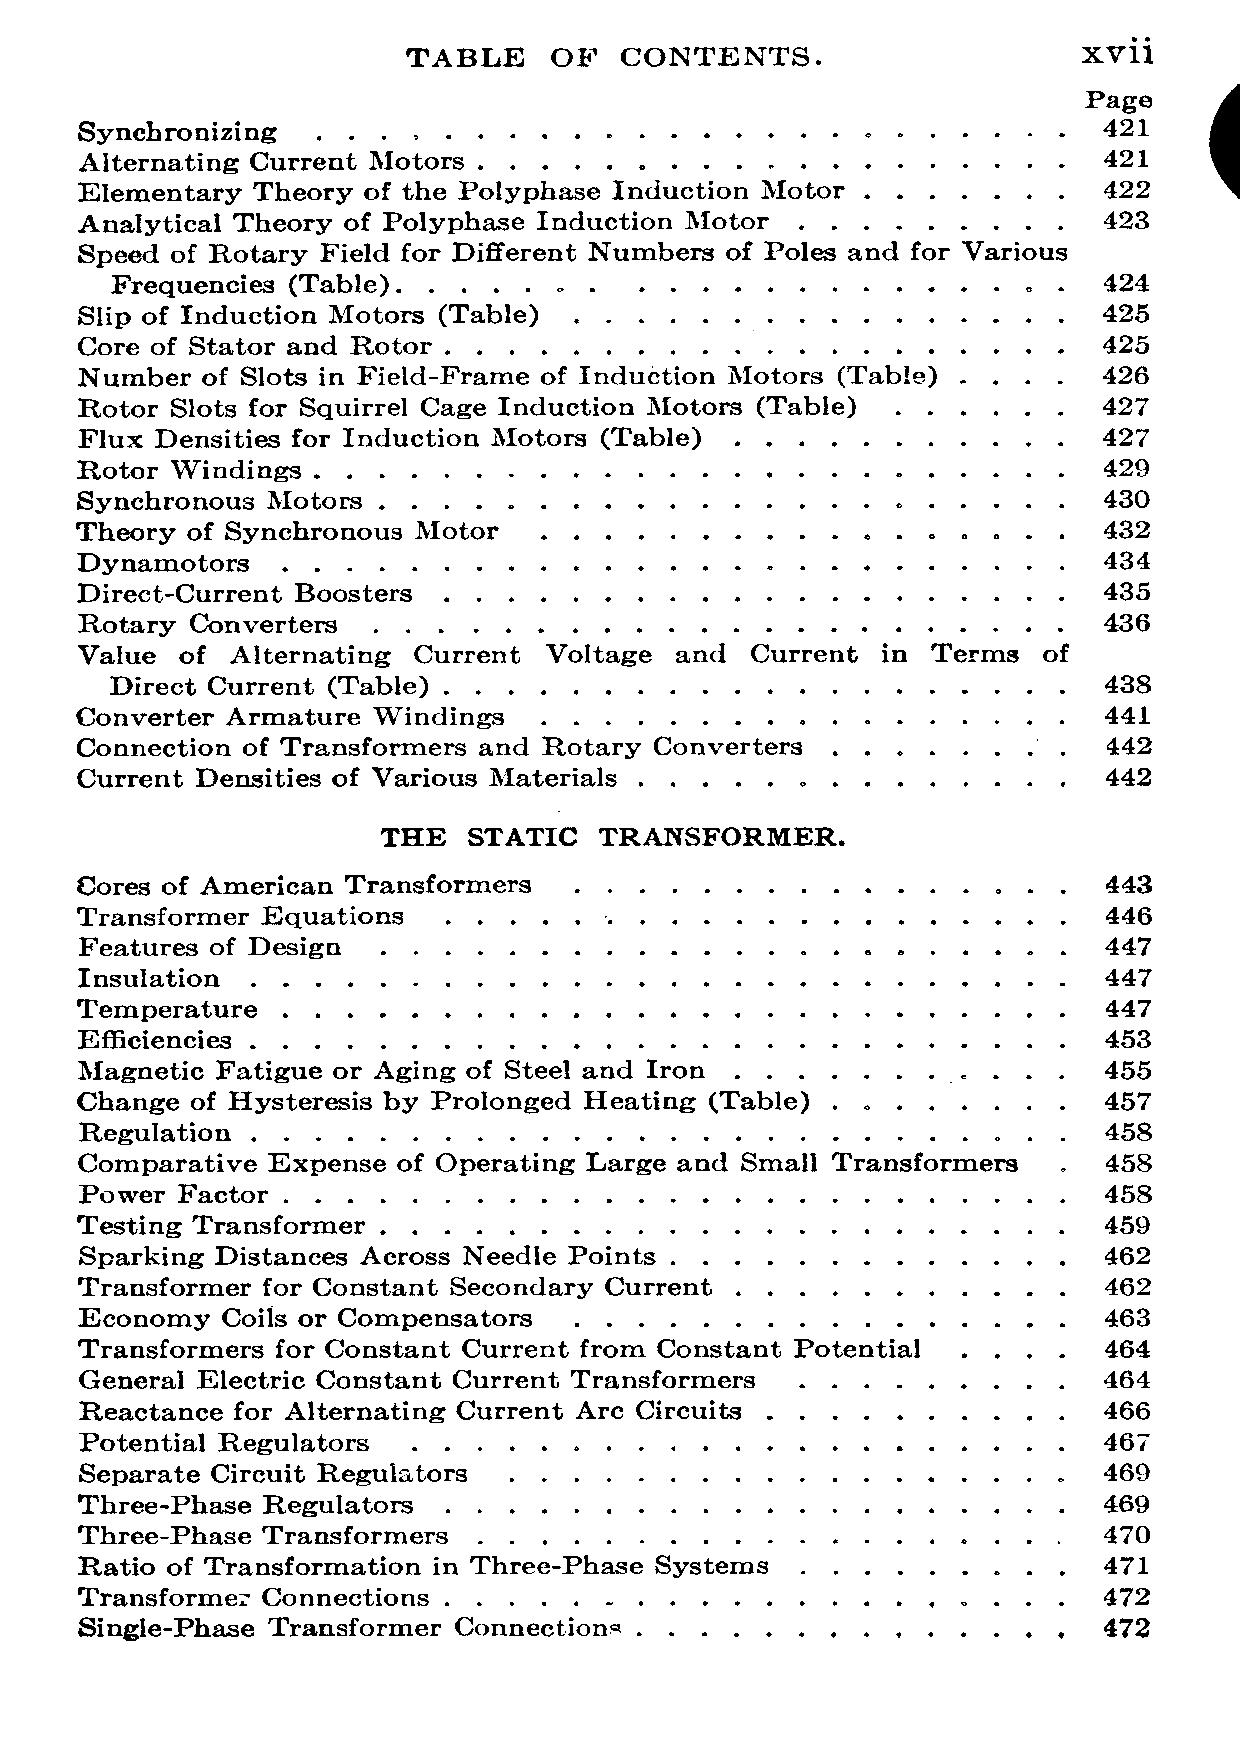 TABLE OF CONTENTS. xvii
Page
Synchronizing . . . . . . . . . . . . . . . . . . . . . . . . 421
Alternating Current Motors . . . . . . . . . . . . . . . . . . . 421
Elementary Theory of the Polyphase Induction Motor . . . . . . . 422
Analytical Theory of Polyphase Induction Motor . . . . . . . . . 423
Speed of Rotary Field for Different Numbers of Poles and for Various
Frequencies (Table) . . . . . . . . . . . . . . . . . . . . . 424
Slip of Induction Motors (Table) . . . . . . . . . . . . . . . . 425
Core of Stator and Rotor . . . . . . . . . . . . . . . . . . . . 425
Number of Slots in Field-Frame of Induction Motors (Table) . . . . 426
Rotor Slots for Squirrel Cage Induction Motors (Table) . . . . . . 427
Flux Densities for Induction Motors (Table) . . . . . . . . . . . 427
Rotor Windings . . . . . . . . . . . . . . . . . . . . . . . . 429
Synchronous Motors . . . . . . . . . . . . . . . . . . . . . . 430
Theory of Synchronous Motor . . . . . . . . . . . . . . . . . 432
Dynamotors . . . . . . . . . . . . . . . . . . . . . . . . . 434
Direct-Current Boosters . . . . . . . . . . . . . . . . . . . . 435
Rotary Converters . . . . . . . . . . . . . . . . . . . . . . 436
Value of Alternating Current Voltage and Current in Terms of
Direct Current (Table) . . . . . . . . . . . . . . . . . . . . 438
Converter Armature Windings . . . . . . . . . . . . . . . . . 441
Connection of Transformers and Rotary Converters . . . . . . . . 442
Current Densities of Various Materials . . . . . . . . . . . . . . 442
THE STATIC TRANSFORMER.
Cores of American Transformers . . . . . . . . . . . . . . . . 443
Transformer Equations . . . . . . . . . . . . . . . . . . . . 446
Features of Design . . . . . . . . . . . . . . . . . . . . . . 447
Insulation . . . . . . . . . . . . . . . . . . . . . . . . . . 447
Temperature . . . . . . . . . . . . . . . . . . . . . . . . . 447
Efficiencies . . . . . . . . . . . . . . . . . . . . . . . . . . 453
Magnetic Fatigue or Aging of Steel and Iron . . . . . . . . . . . 455
Change of Hysteresis by Prolonged Heating (Table) . . . . . . . . 457
Regulation . . . . . . . . . . . . . . . . . . . . . . . . . . 458
Comparative Expense of Operating Large and Small Transformers . 458
Power Factor . . . . . . . . . . . . . . . . . . . . . . . . . 458
Testing Transformer . . . . . . . . . . . . . . . . . . . . . . 459
Sparking Distances Across Needle Points . . . . . . . . . . . . . 462
Transformer for Constant Secondary Current . . . . . . . . . . . 462
Economy Coils or Compensators . . . . . . . . . . . . . . . . 463
Transformers for Constant Current from Constant Potential . . . . 464
General Electric Constant Current Transformers . . . . . . . . . 464
Reactance for Alternating Current Arc Circuits . . . . . . . . . . 466
Potential Regulators . . . . . . . . . . . . . . . . . . . . . 467
Separate Circuit Regulators . . . . . . . . . . . . . . . . . . 469
Three-Phase Regulators . . . . . . . . . . . . . . . . . . . . 469
Three-Phase Transformers . . . . . . . . . . . . . . . . . . . 470
Ratio of Transformation in Three-Phase Systems . . . . . . . . . 471
Transformer Connections . . . . . . . . . . . . . . . . . . . . 472
Single-Phase Transformer Connections . . . . . . . . . . . . . . 472